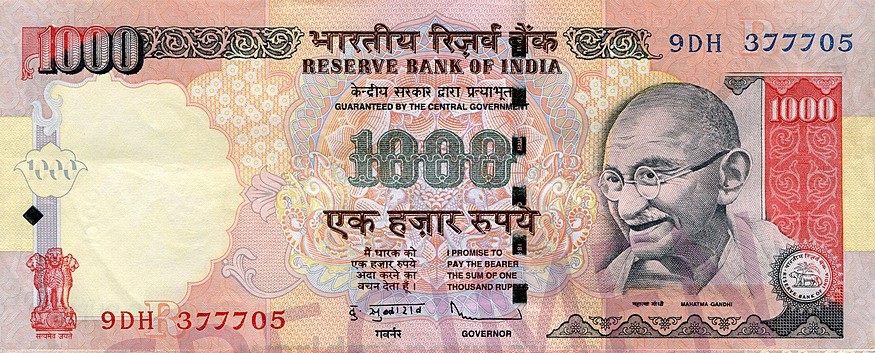 1000
भारतीय रिज़र्व बैंक
9DH 377705
RESERVE BANK OF INDIA
केन्द्रीय सरकार द्वारा प्रत्याभूत
GUARANTEED BY THE CENTRAL GOVERNMENT
1000
1000
1000
एक हज़ार रुपये
मैं धारक को
एक हज़ार रुपये
अदा करने का
वचन देता हूँ ।
I PROMISE TO
PAY THE BEARER
THE SUM OF ONE
THOUSAND RUPEES
गवर्नर
GOVERNOR
महात्मा गांधी
MAHATMA GANDHI
9DH 377705
सत्यमेव जयते